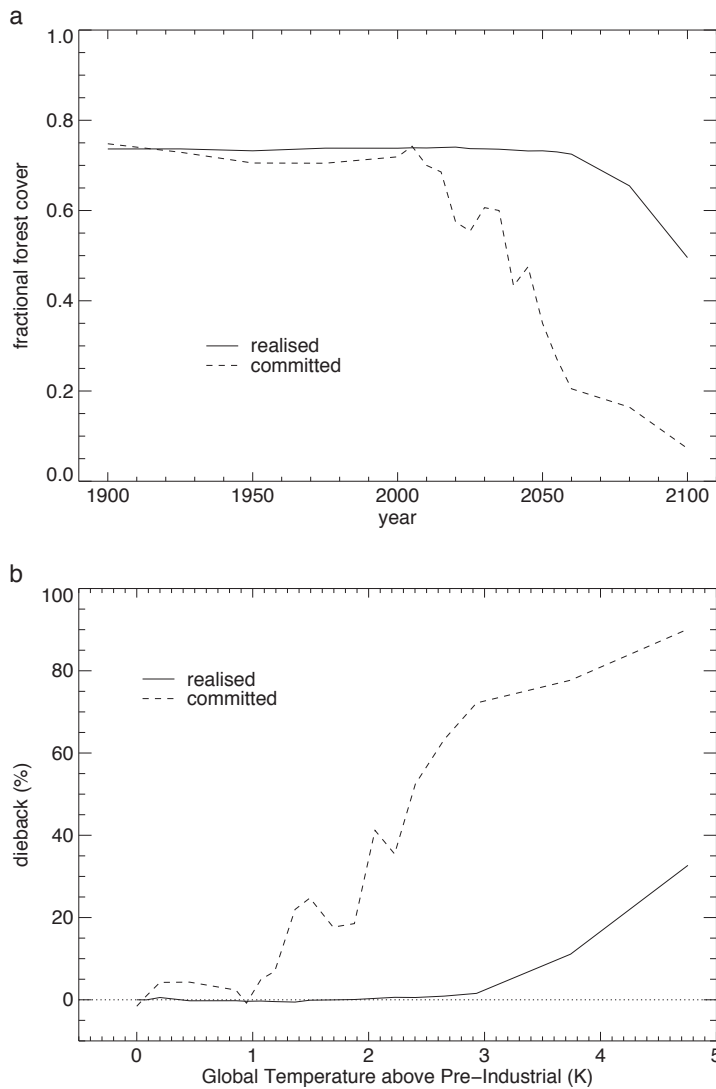 a
1.0
0.8
0.6
0.4
0.2
0.0
fractional forest cover
realised
committed
1900
1950
2000
2050
2100
year
b
100
80
60
40
20
0
dieback (%)
realised
committed
0
1
2
3
4
5
Global Temperature above Pre-Industrial (K)